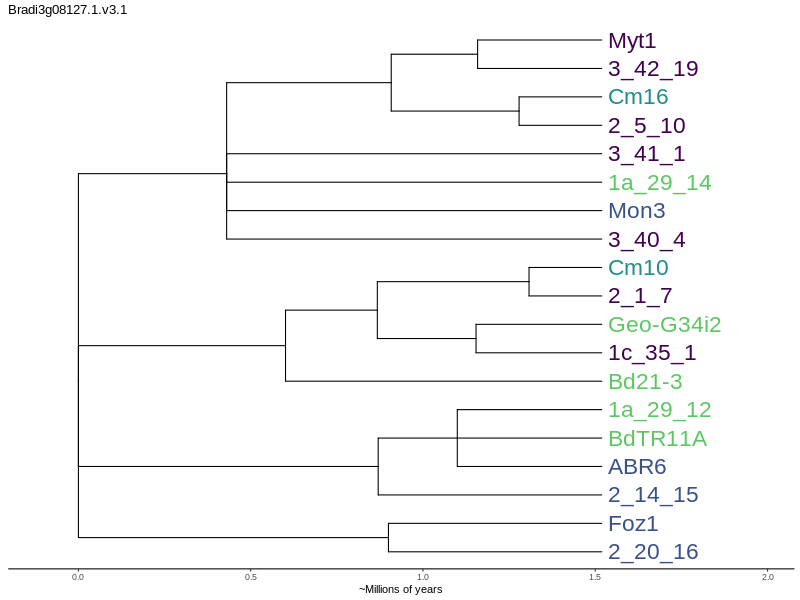 Bradi3g08127.1.v3.1
Myt1
3_42_19
Cm16
2_5_10
3_41_1
1a_29_14
Mon3
3_40_4
Cm10
2_1_7
Geo-G34i2
1c_35_1
Bd21-3
1a_29_12
BdTR11A
ABR6
2_14_15
Foz1
2_20_16
0.0 0.5 1.0 1.5 2.0
~Millions of years